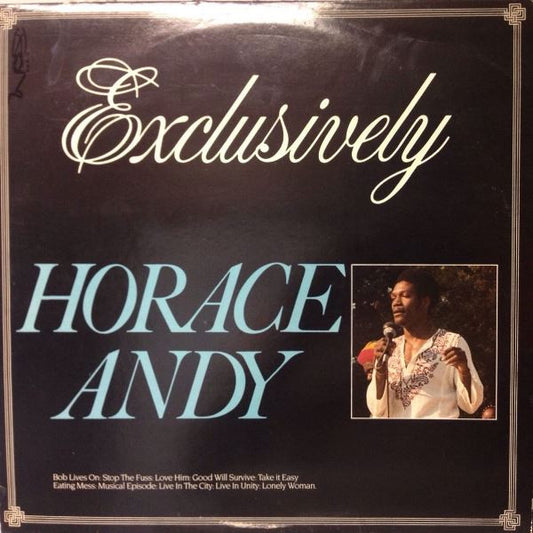 Exclusively
HORACE
ANDY
Bob Lives On: Stop The Fuss: Love Him: Good Will Survive: Take it Easy
Eating Mess: Musical Episode: Live In The City: Live In Unity: Lonely Woman.